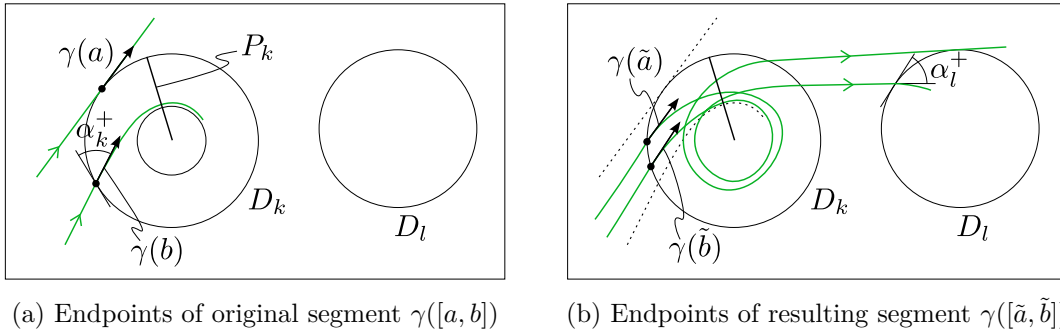 γ(a)
P_k
α_k^+
D_k
γ(b)
D_l
γ(ã)
α_l^+
D_k
γ(b̃)
D_l
(a) Endpoints of original segment γ([a, b])
(b) Endpoints of resulting segment γ([ã, b̃]